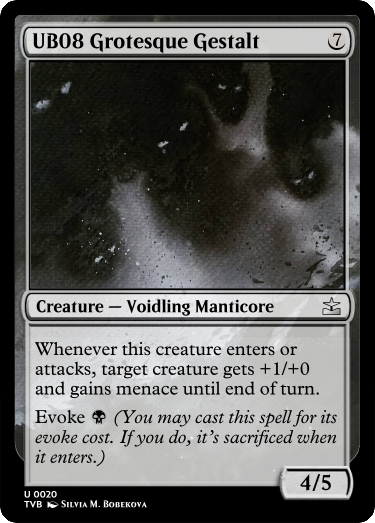 UB08 Grotesque Gestalt 7
Creature — Voidling Manticore
Whenever this creature enters or
attacks, target creature gets +1/+0
and gains menace until end of turn.
Evoke (You may cast this spell for its
evoke cost. If you do, it's sacrificed when
it enters.)
4/5
U 0020
TVB Silvia M. Bobekova